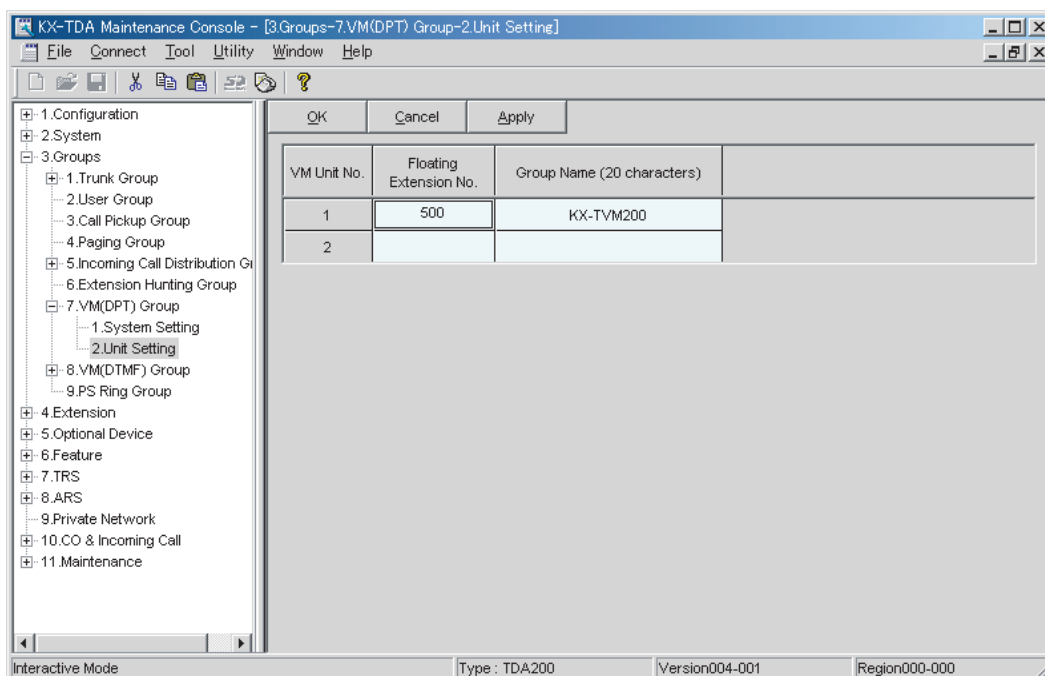 KX-TDA Maintenance Console - [3.Groups-7.VM(DPT) Group-2.Unit Setting]
File Connect Tool Utility Window Help
1.Configuration
2.System
3.Groups
1.Trunk Group
2.User Group
3.Call Pickup Group
4.Paging Group
5.Incoming Call Distribution
6.Extension Hunting Group
7.VM(DPT) Group
1.System Setting
2.Unit Setting
8.VM(DTMF) Group
9.PS Ring Group
4.Extension
5.Optional Device
6.Feature
7.TRS
8.ARS
9.Private Network
10.CO & Incoming Call
11.Maintenance
OK Cancel Apply
VM Unit No. Floating Extension No. Group Name (20 characters)
1 500 KX-TVM200
2
Interactive Mode Type : TDA200 Version004-001 Region000-000